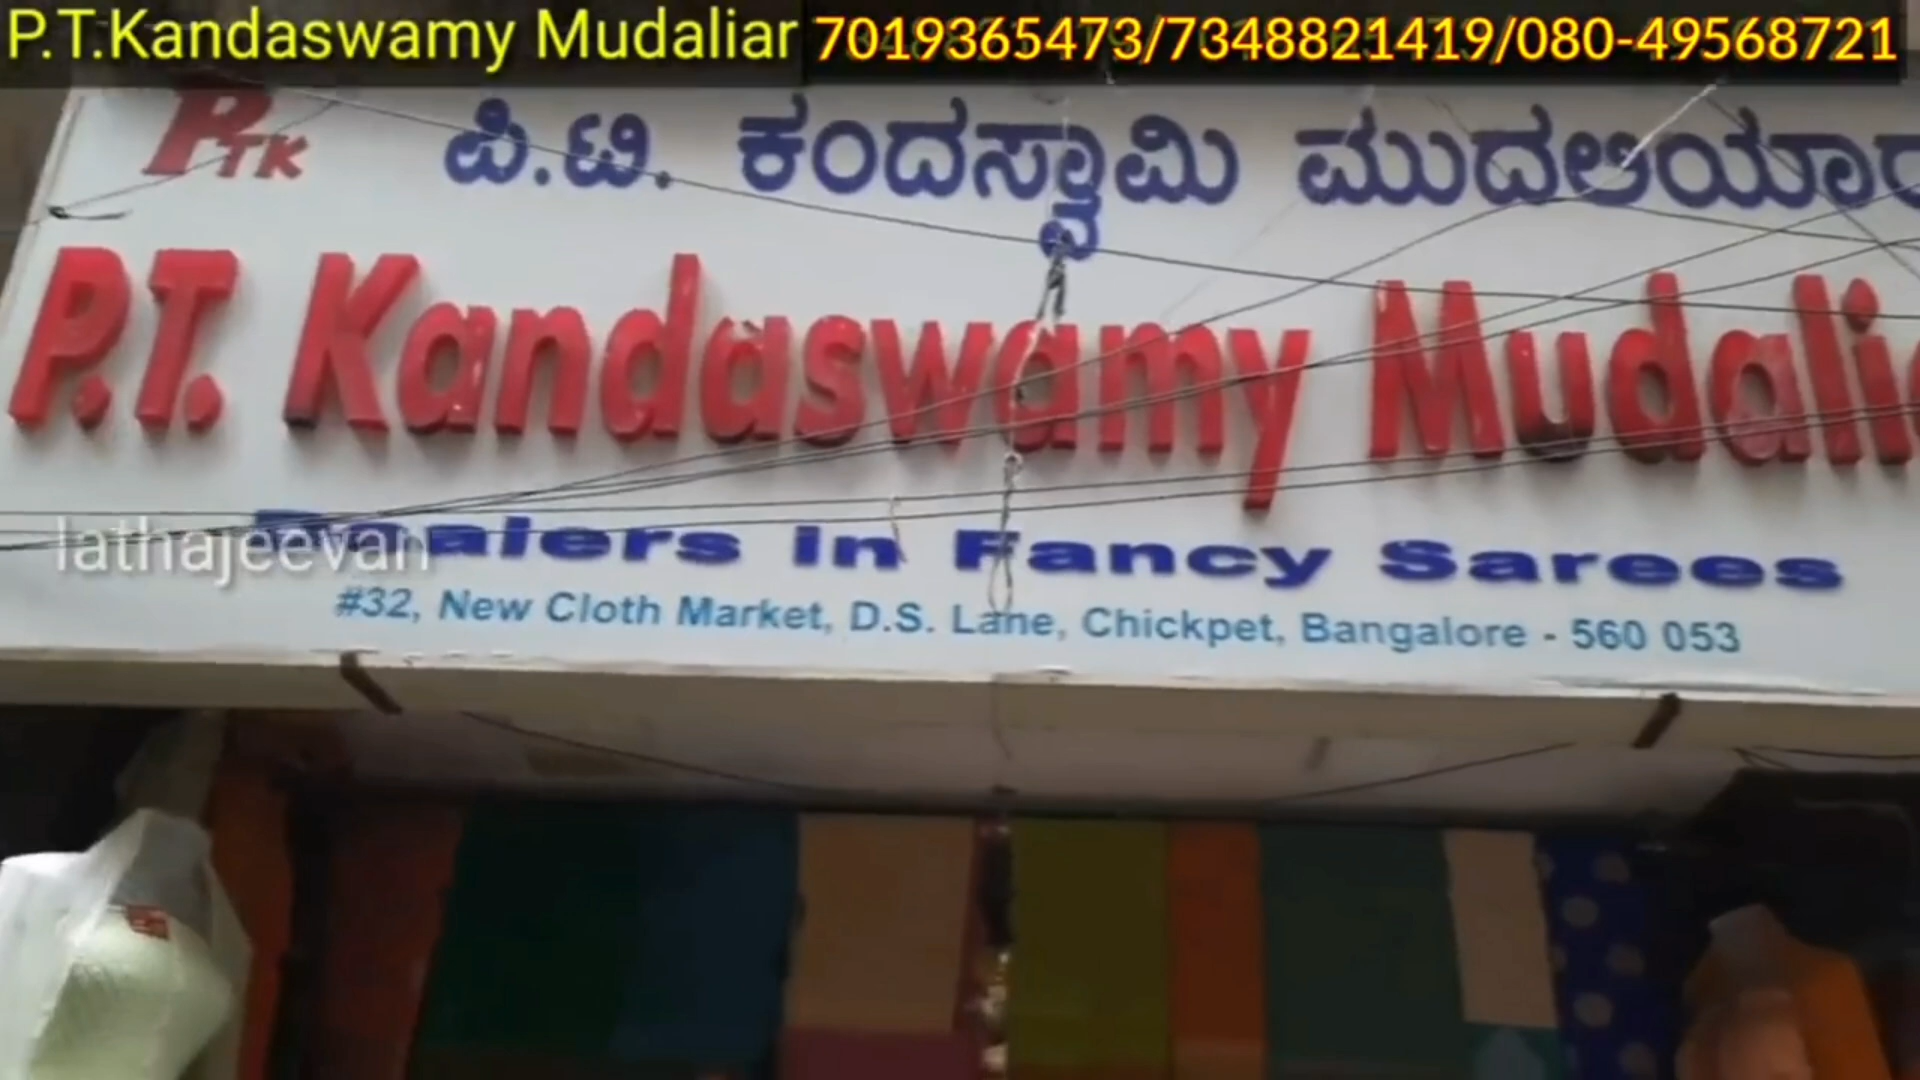 P.T.Kandaswamy Mudaliar 7019365473/7348821419/080-49568721
PTK ಪಿ.ಟಿ. ಕಂದಸ್ವಾಮಿ ಮುದಲಿಯಾರ
P.T. Kandaswamy Mudali
lathajeevan
Dealers In Fancy Sarees
#32, New Cloth Market, D.S. Lane, Chickpet, Bangalore - 560 053